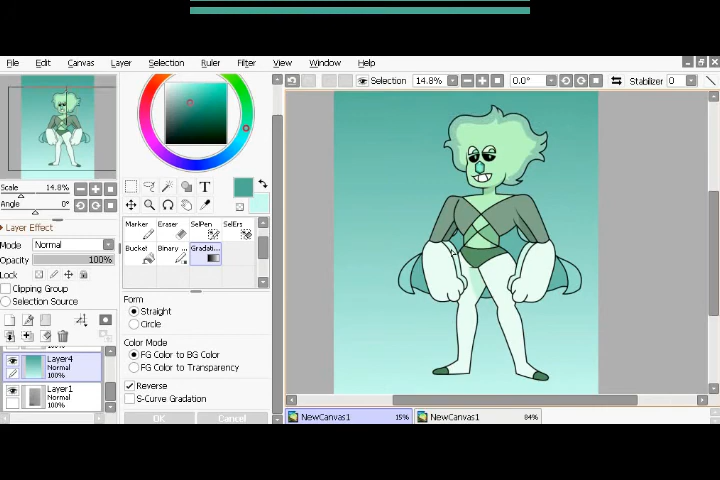 File Edit Canvas Layer Selection Ruler Filter View Window Help
Selection 14.8% 0.0° Stabilizer 0
Scale 14.8%
Angle 0°
Layer Effect
Mode Normal
Opacity 100%
Lock
Clipping Group
Selection Source
Layer4
Normal
100%
Layer1
Normal
100%
T
Marker Eraser SelPen SelErs
Bucket Binary... Gradati...
Form
Straight
Circle
Color Mode
FG Color to BG Color
FG Color to Transparency
Reverse
S-Curve Gradation
OK Cancel
NewCanvas1 15% NewCanvas1 84%